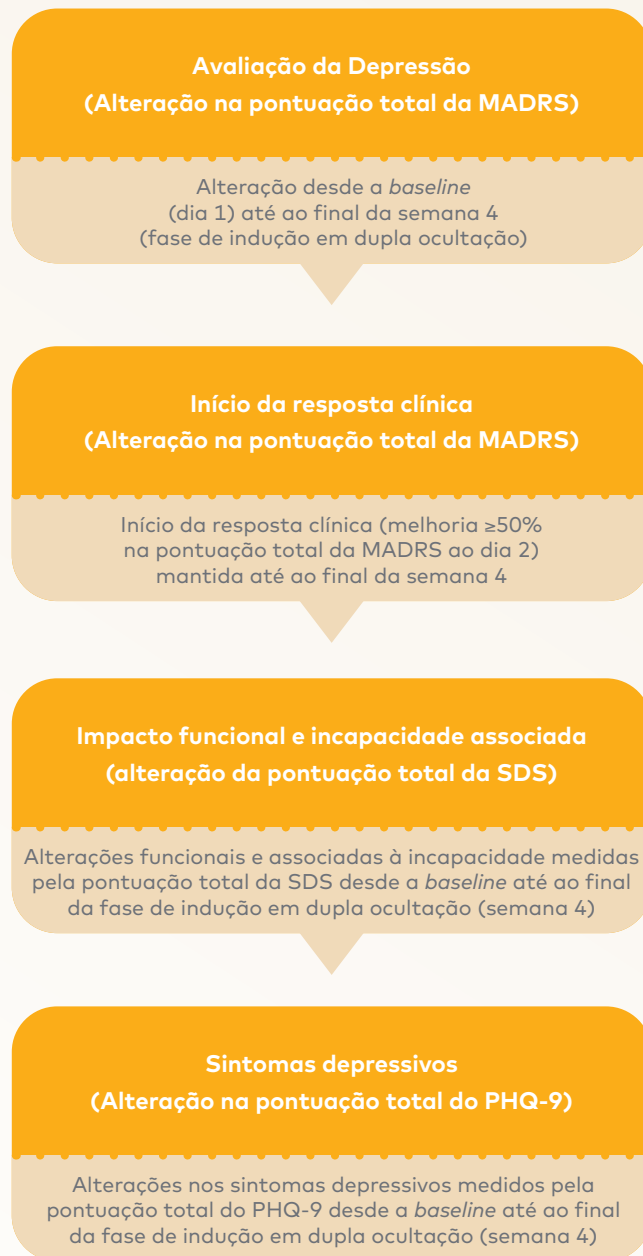 Avaliação da Depressão
(Alteração na pontuação total da MADRS)
Alteração desde a baseline
(dia 1) até ao final da semana 4
(fase de indução em dupla ocultação)
Início da resposta clínica
(Alteração na pontuação total da MADRS)
Início da resposta clínica (melhoria ≥50%
na pontuação total da MADRS ao dia 2)
mantida até ao final da semana 4
Impacto funcional e incapacidade associada
(alteração da pontuação total da SDS)
Alterações funcionais e associadas à incapacidade medidas
pela pontuação total da SDS desde a baseline até ao final
da fase de indução em dupla ocultação (semana 4)
Sintomas depressivos
(Alteração na pontuação total do PHQ-9)
Alterações nos sintomas depressivos medidos pela
pontuação total do PHQ-9 desde a baseline até ao final
da fase de indução em dupla ocultação (semana 4)